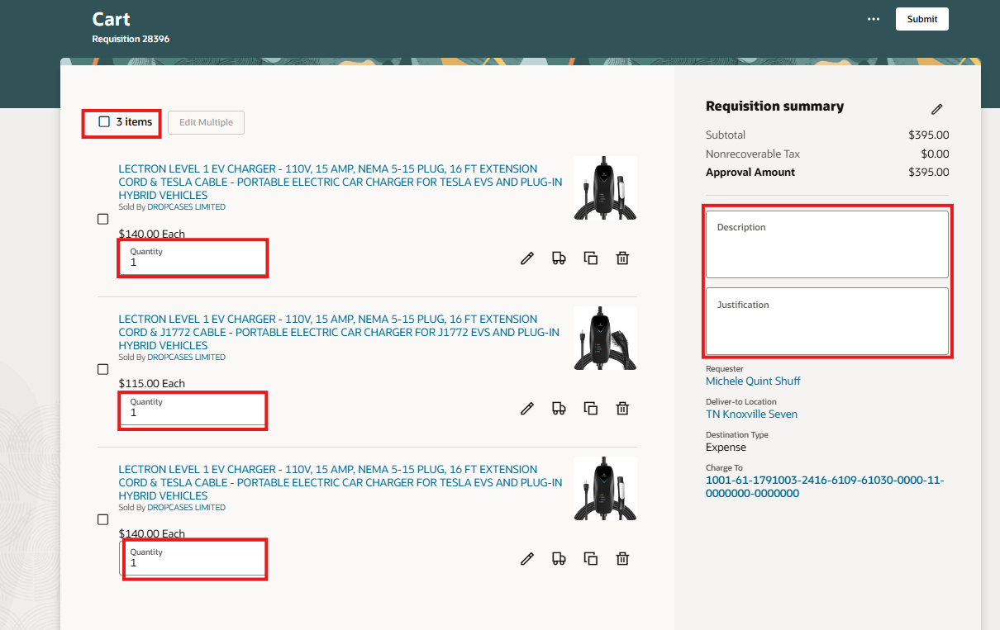 Cart
Requisition 28396
Submit
3 items
Edit Multiple
LECTRON LEVEL 1 EV CHARGER - 110V, 15 AMP, NEMA 5-15 PLUG, 16 FT EXTENSION
CORD & TESLA CABLE - PORTABLE ELECTRIC CAR CHARGER FOR TESLA EVS AND PLUG-IN
HYBRID VEHICLES
Sold By DROPCASES LIMITED
$140.00 Each
Quantity
1
LECTRON LEVEL 1 EV CHARGER - 110V, 15 AMP, NEMA 5-15 PLUG, 16 FT EXTENSION
CORD & J1772 CABLE - PORTABLE ELECTRIC CAR CHARGER FOR J1772 EVS AND PLUG-IN
HYBRID VEHICLES
Sold By DROPCASES LIMITED
$115.00 Each
Quantity
1
LECTRON LEVEL 1 EV CHARGER - 110V, 15 AMP, NEMA 5-15 PLUG, 16 FT EXTENSION
CORD & TESLA CABLE - PORTABLE ELECTRIC CAR CHARGER FOR TESLA EVS AND PLUG-IN
HYBRID VEHICLES
Sold By DROPCASES LIMITED
$140.00 Each
Quantity
1
Requisition summary
Subtotal $395.00
Nonrecoverable Tax $0.00
Approval Amount $395.00
Description
Justification
Requester
Michele Quint Shuff
Deliver-to Location
TN Knoxville Seven
Destination Type
Expense
Charge To
1001-61-1791003-2416-6109-61030-0000-11-
0000000-0000000